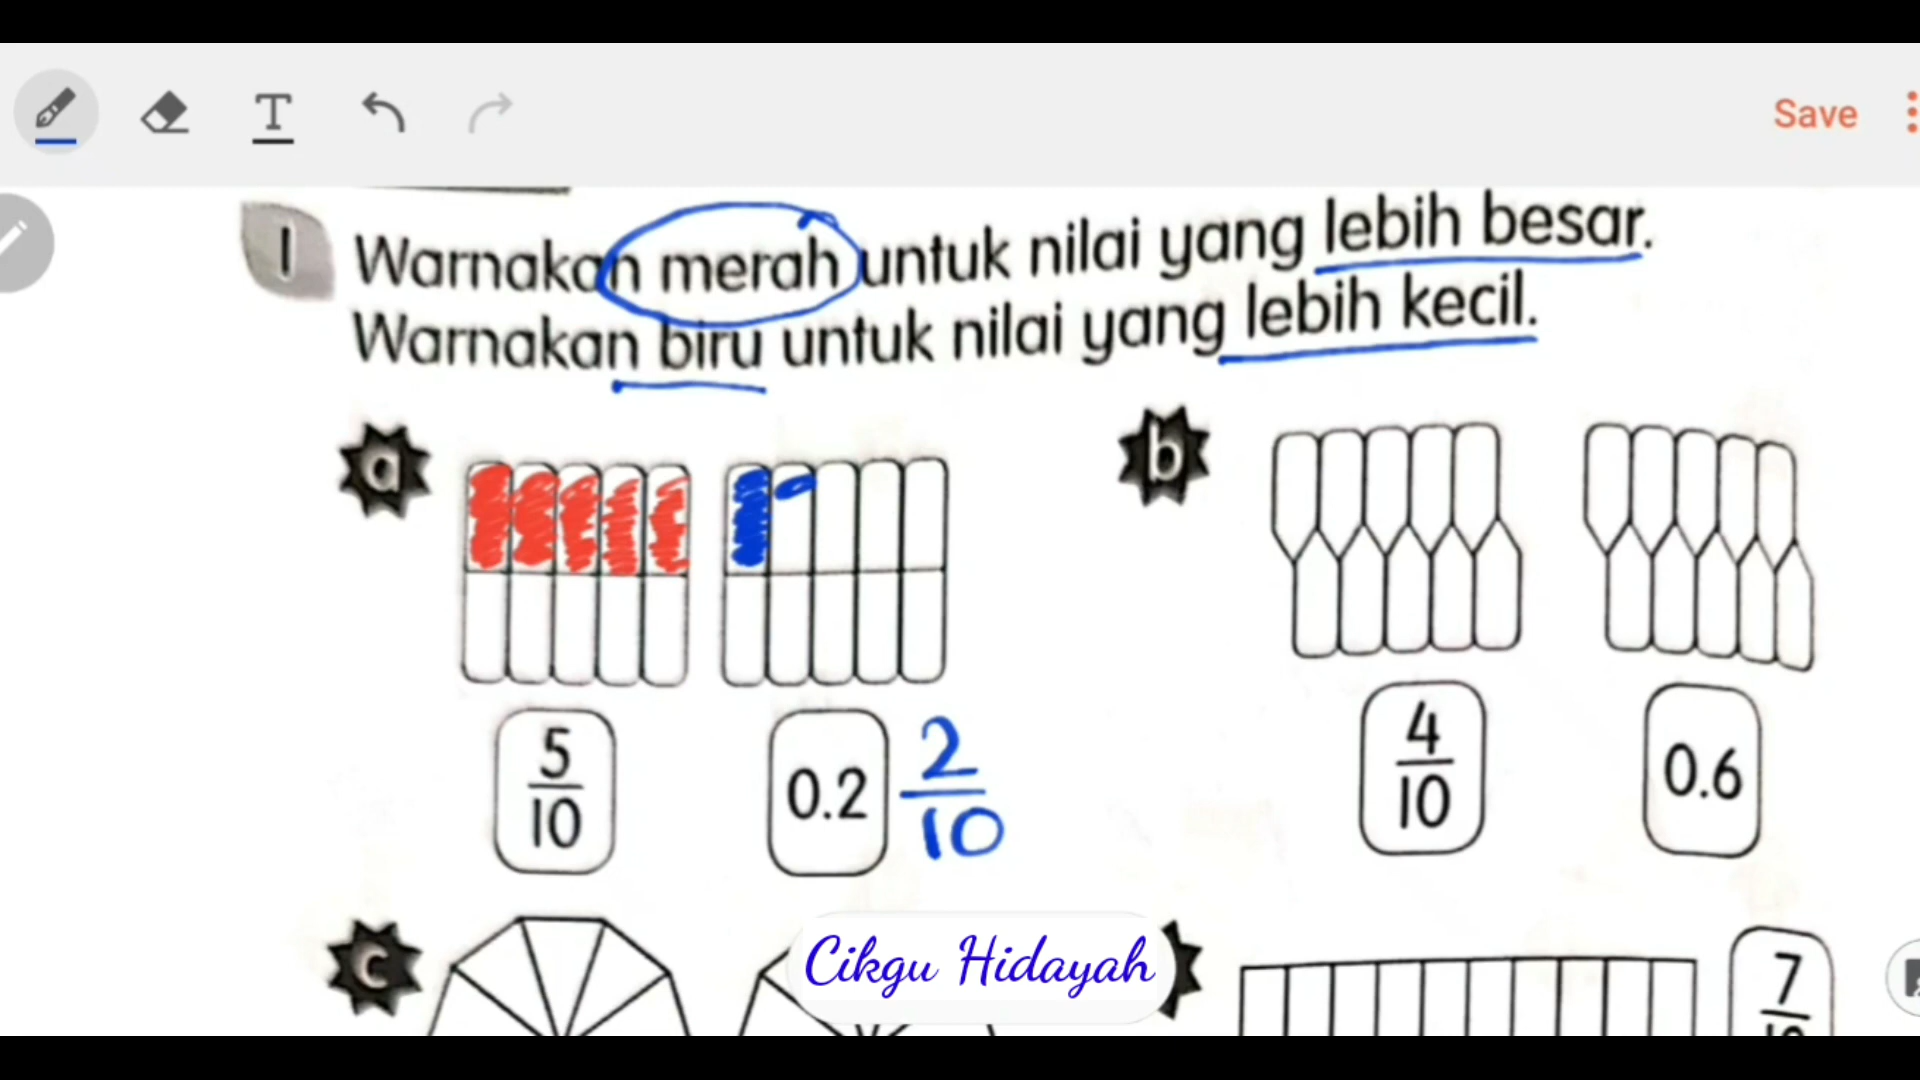 T
Save
1 Warnakan merah untuk nilai yang lebih besar.
Warnakan biru untuk nilai yang lebih kecil.
a
b
5
10
0.2
2
10
4
10
0.6
c
Cikgu Hidayah
7